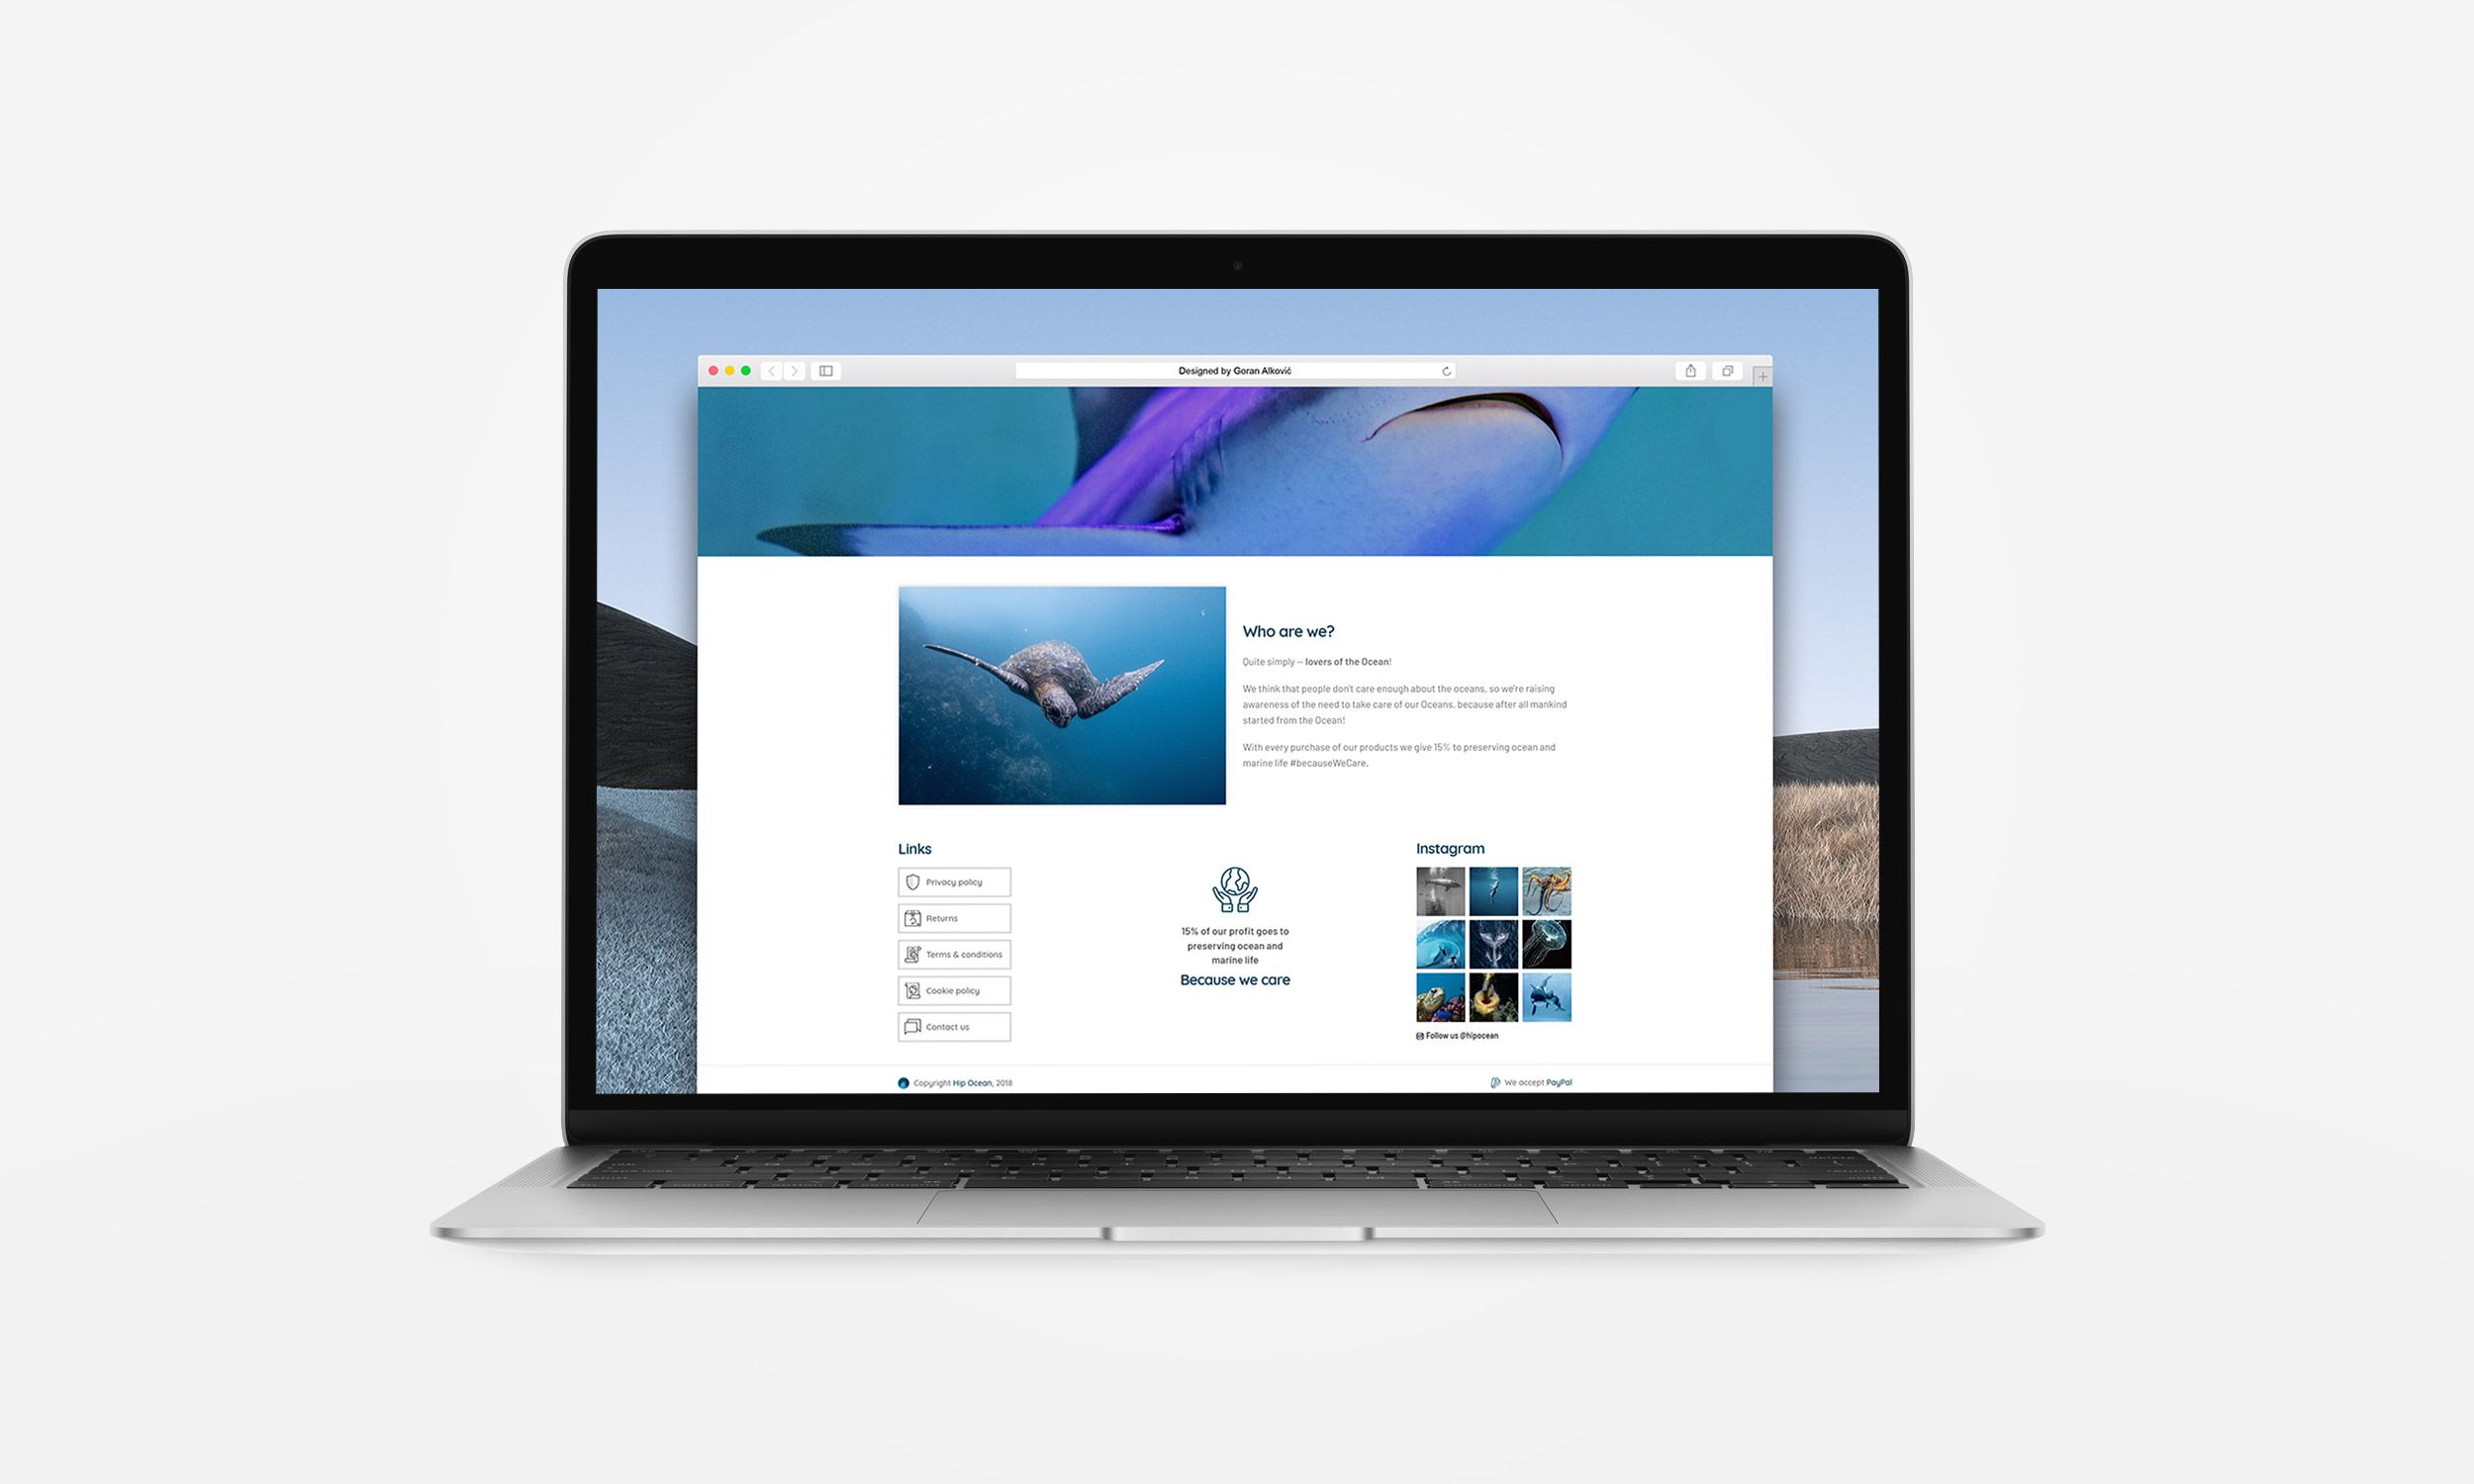 Designed by Goran Alković
Who are we?
Quite simply – lovers of the Ocean!
We think that people don't care enough about the oceans, so we're raising
awareness of the need to take care of our Oceans, because after all mankind
started from the Ocean!
With every purchase of our products we give 15% to preserving ocean and
marine life #becauseWeCare.
Links
Privacy policy
Returns
Terms & conditions
Cookie policy
Contact us
15% of our profit goes to
preserving ocean and
marine life
Because we care
Instagram
Follow us @hipocean
Copyright Hip Ocean, 2018
We accept PayPal